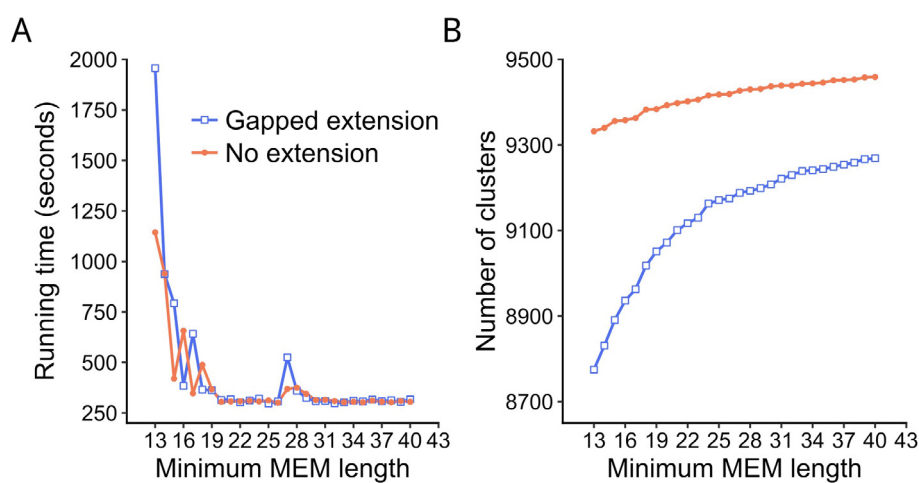 A
2000
1750
1500
1250
1000
750
500
250
Running time (seconds)
Gapped extension
No extension
13 16 19 22 25 28 31 34 37 40 43
Minimum MEM length
B
9500
9300
9100
8900
8700
Number of clusters
13 16 19 22 25 28 31 34 37 40 43
Minimum MEM length